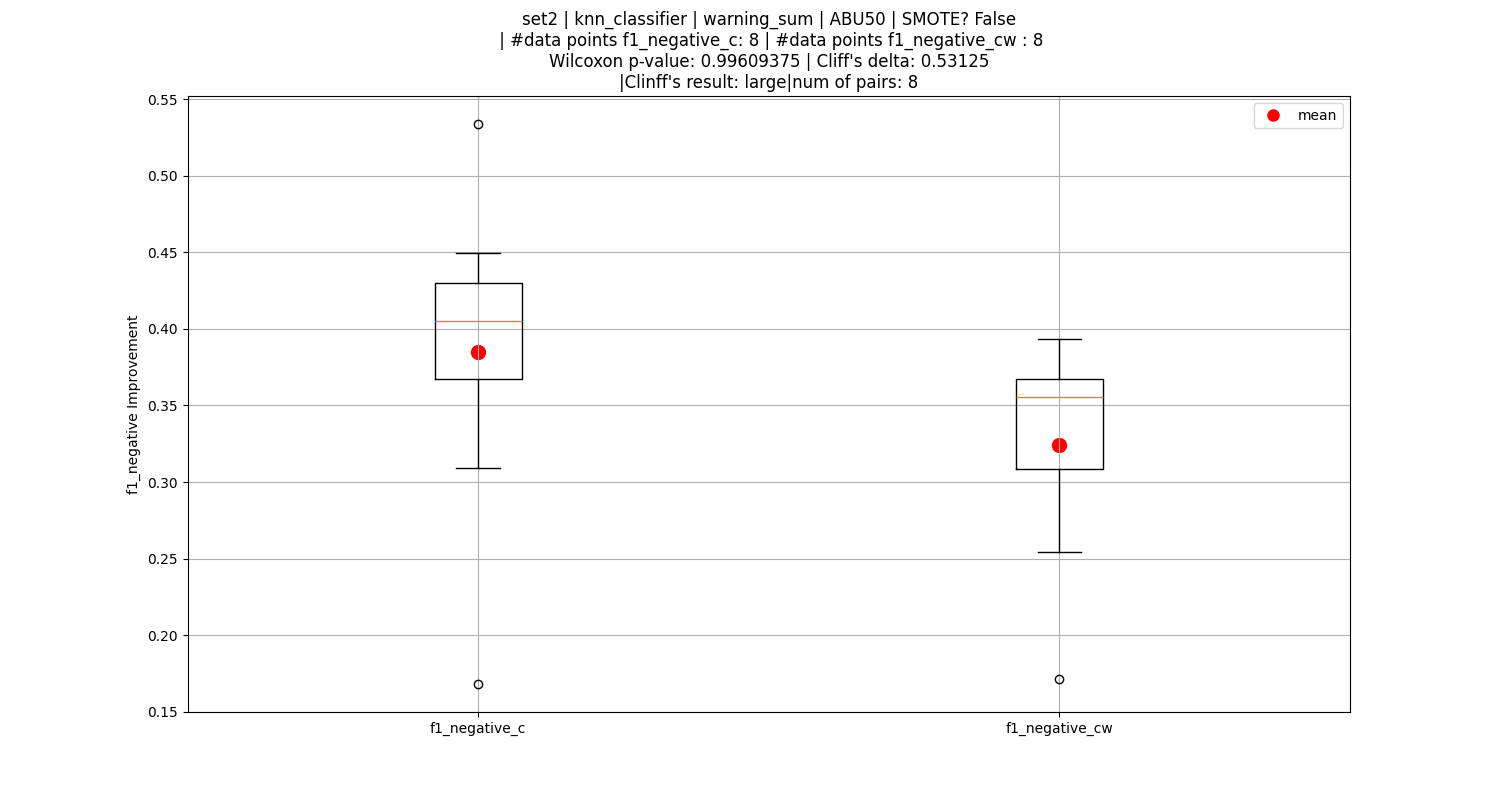 set2 | knn_classifier | warning_sum | ABU50 | SMOTE? False
| #data points f1_negative_c: 8 | #data points f1_negative_cw : 8
Wilcoxon p-value: 0.99609375 | Cliff's delta: 0.53125
|Clinff's result: large|num of pairs: 8
mean
f1_negative Improvement
0.55
0.50
0.45
0.40
0.35
0.30
0.25
0.20
0.15
f1_negative_c
f1_negative_cw